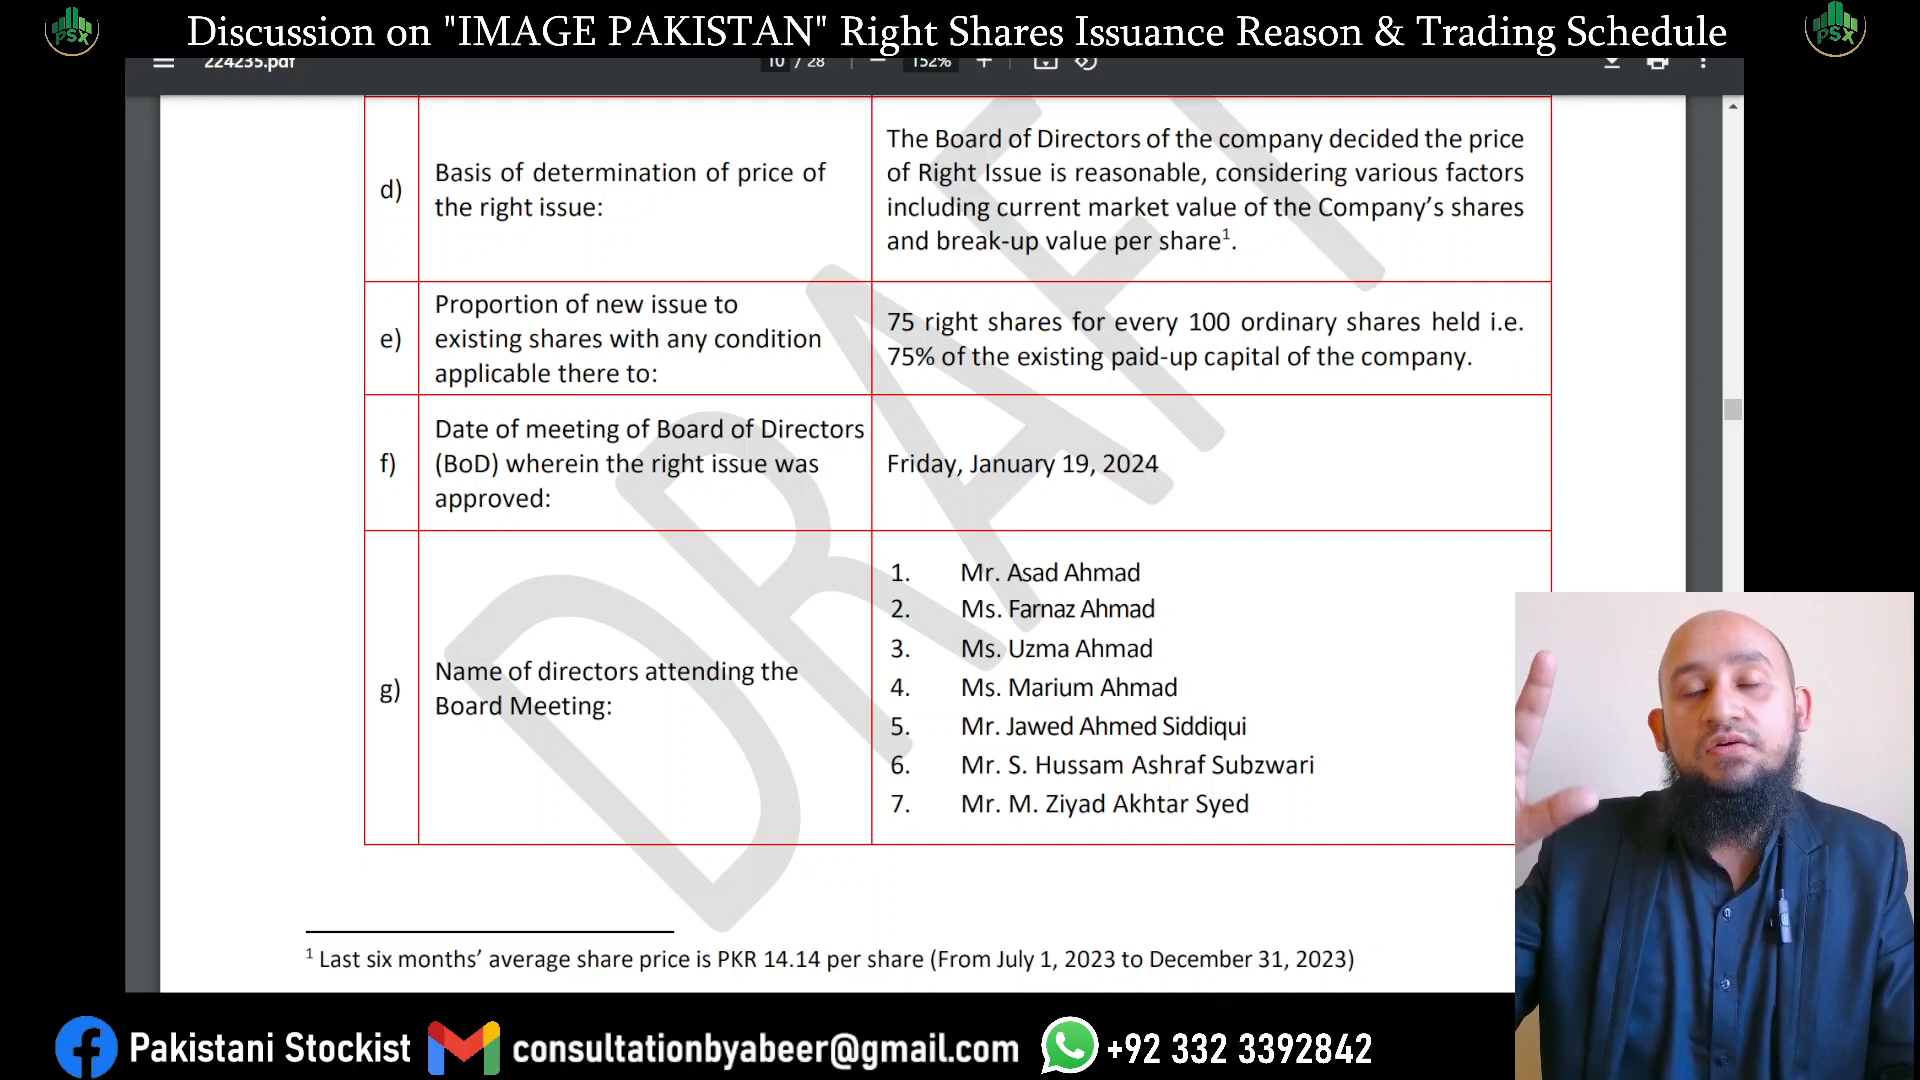 Discussion on "IMAGE PAKISTAN" Right Shares Issuance Reason & Trading Schedule
PSX
PSX
224235.pdf
10 / 28
152%
d)
Basis of determination of price of
the right issue:
The Board of Directors of the company decided the price
of Right Issue is reasonable, considering various factors
including current market value of the Company’s shares
and break-up value per share¹.
e)
Proportion of new issue to
existing shares with any condition
applicable there to:
75 right shares for every 100 ordinary shares held i.e.
75% of the existing paid-up capital of the company.
f)
Date of meeting of Board of Directors
(BoD) wherein the right issue was
approved:
Friday, January 19, 2024
g)
Name of directors attending the
Board Meeting:
1. Mr. Asad Ahmad
2. Ms. Farnaz Ahmad
3. Ms. Uzma Ahmad
4. Ms. Marium Ahmad
5. Mr. Jawed Ahmed Siddiqui
6. Mr. S. Hussam Ashraf Subzwari
7. Mr. M. Ziyad Akhtar Syed
DRAFT
¹ Last six months’ average share price is PKR 14.14 per share (From July 1, 2023 to December 31, 2023)
Pakistani Stockist
consultationbyabeer@gmail.com
+92 332 3392842